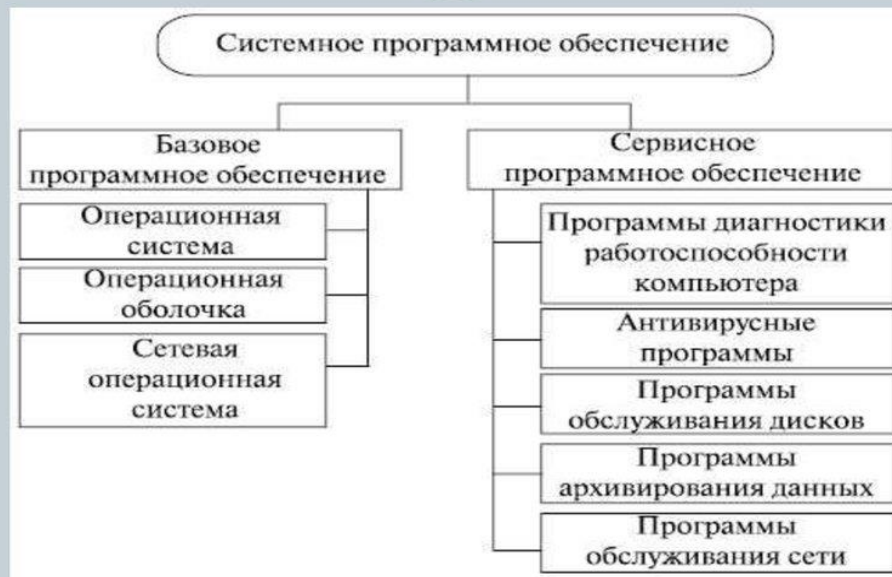 Системное программное обеспечение
Базовое
программное обеспечение
Операционная
система
Операционная
оболочка
Сетевая
операционная
система
Сервисное
программное обеспечение
Программы диагностики
работоспособности
компьютера
Антивирусные
программы
Программы
обслуживания дисков
Программы
архивирования данных
Программы
обслуживания сети